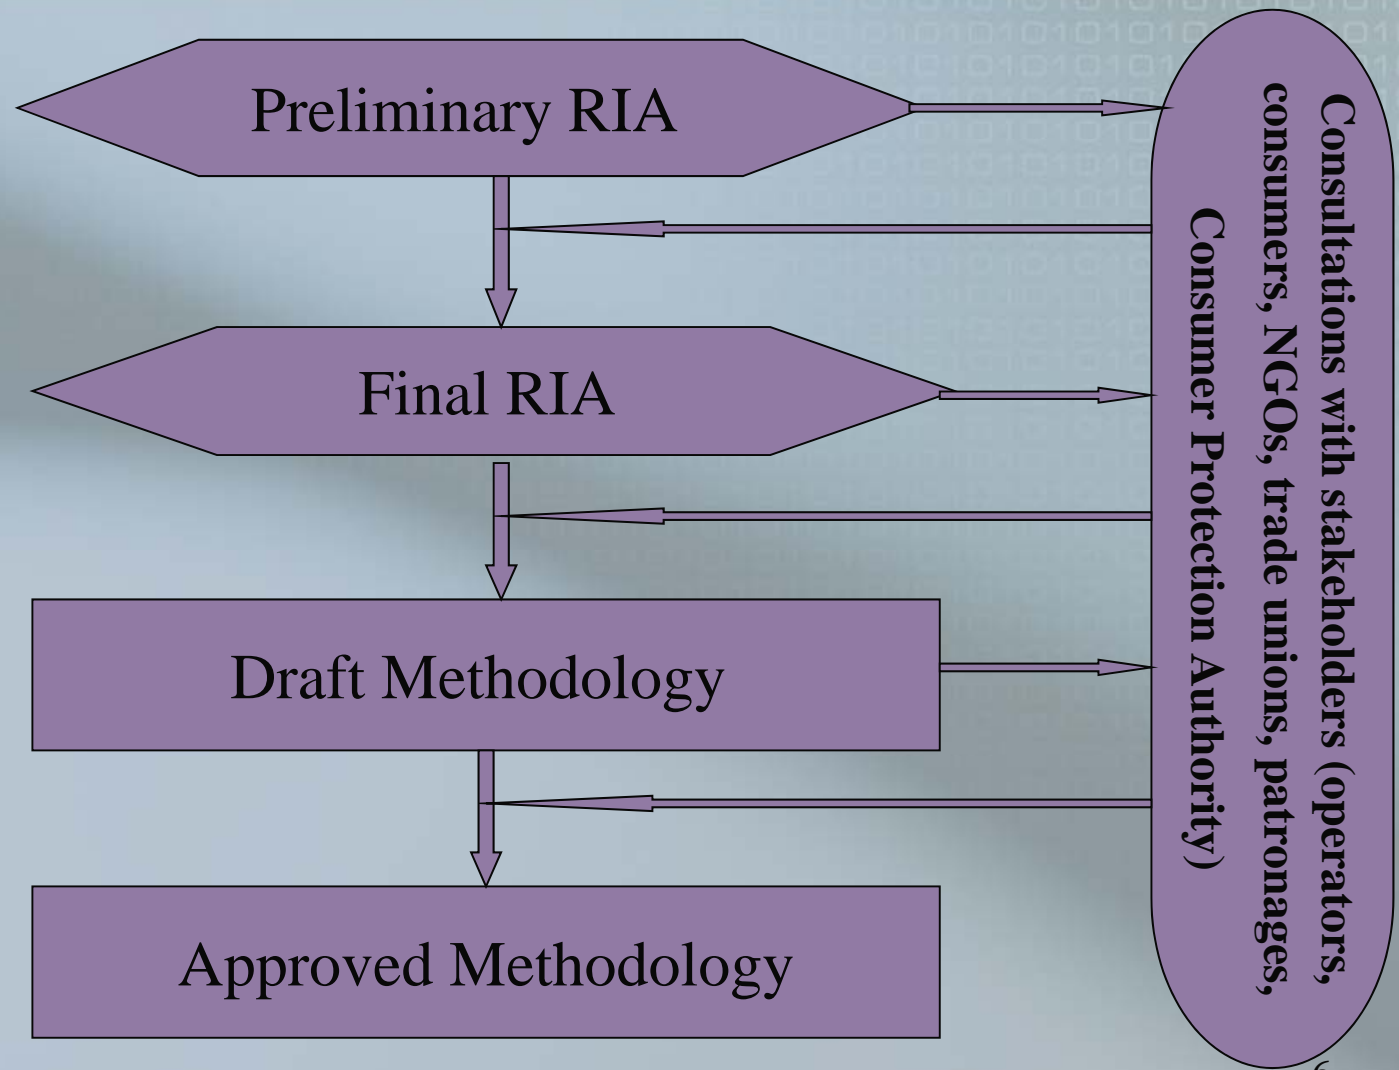 Preliminary RIA
Final RIA
Draft Methodology
Approved Methodology
Consultations with stakeholders (operators,
consumers, NGOs, trade unions, patronages,
Consumer Protection Authority)